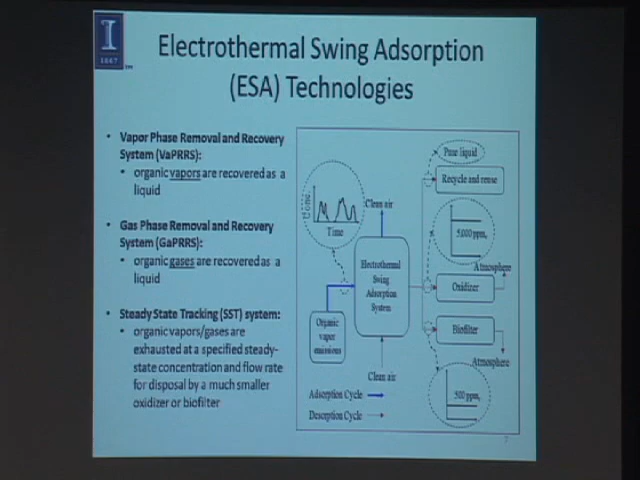 I
1867
Electrothermal Swing Adsorption
(ESA) Technologies
• Vapor Phase Removal and Recovery
System (VaPRRS):
• organic vapors are recovered as a
liquid
• Gas Phase Removal and Recovery
System (GaPRRS):
• organic gases are recovered as a
liquid
• Steady State Tracking (SST) system:
• organic vapors/gases are
exhausted at a specified steady-
state concentration and flow rate
for disposal by a much smaller
oxidizer or biofilter
Pure liquid
Recycle and reuse
Clean air
Time
5,000 ppmv
Electrothermal
Swing
Adsorption
System
Atmosphere
Oxidizer
Organic
vapor
emissions
Biofilter
Atmosphere
Clean air
500 ppmv
Adsorption Cycle
Desorption Cycle
7